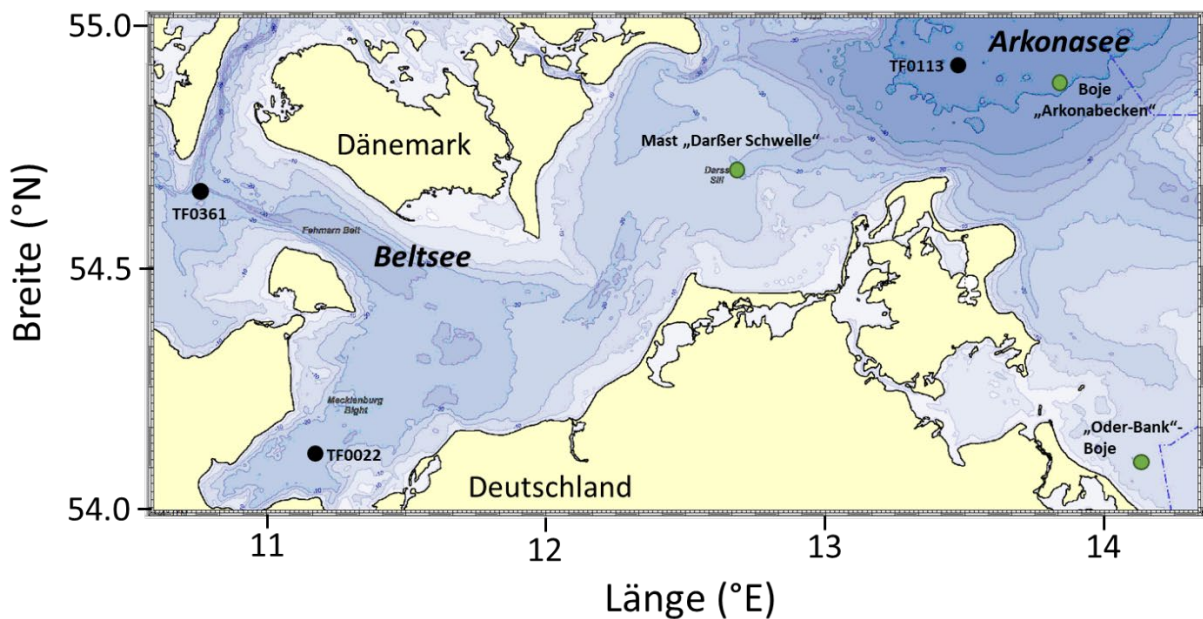 55.0
54.5
54.0
Breite (°N)
11
12
13
14
Länge (°E)
Arkonasee
TF0113
Boje
„Arkonabecken“
Dänemark
Mast „Darßer Schwelle“
Darss
Sill
TF0361
Fehmarn Belt
Beltsee
Mecklenburg
Bight
„Oder-Bank“-
Boje
TF0022
Deutschland